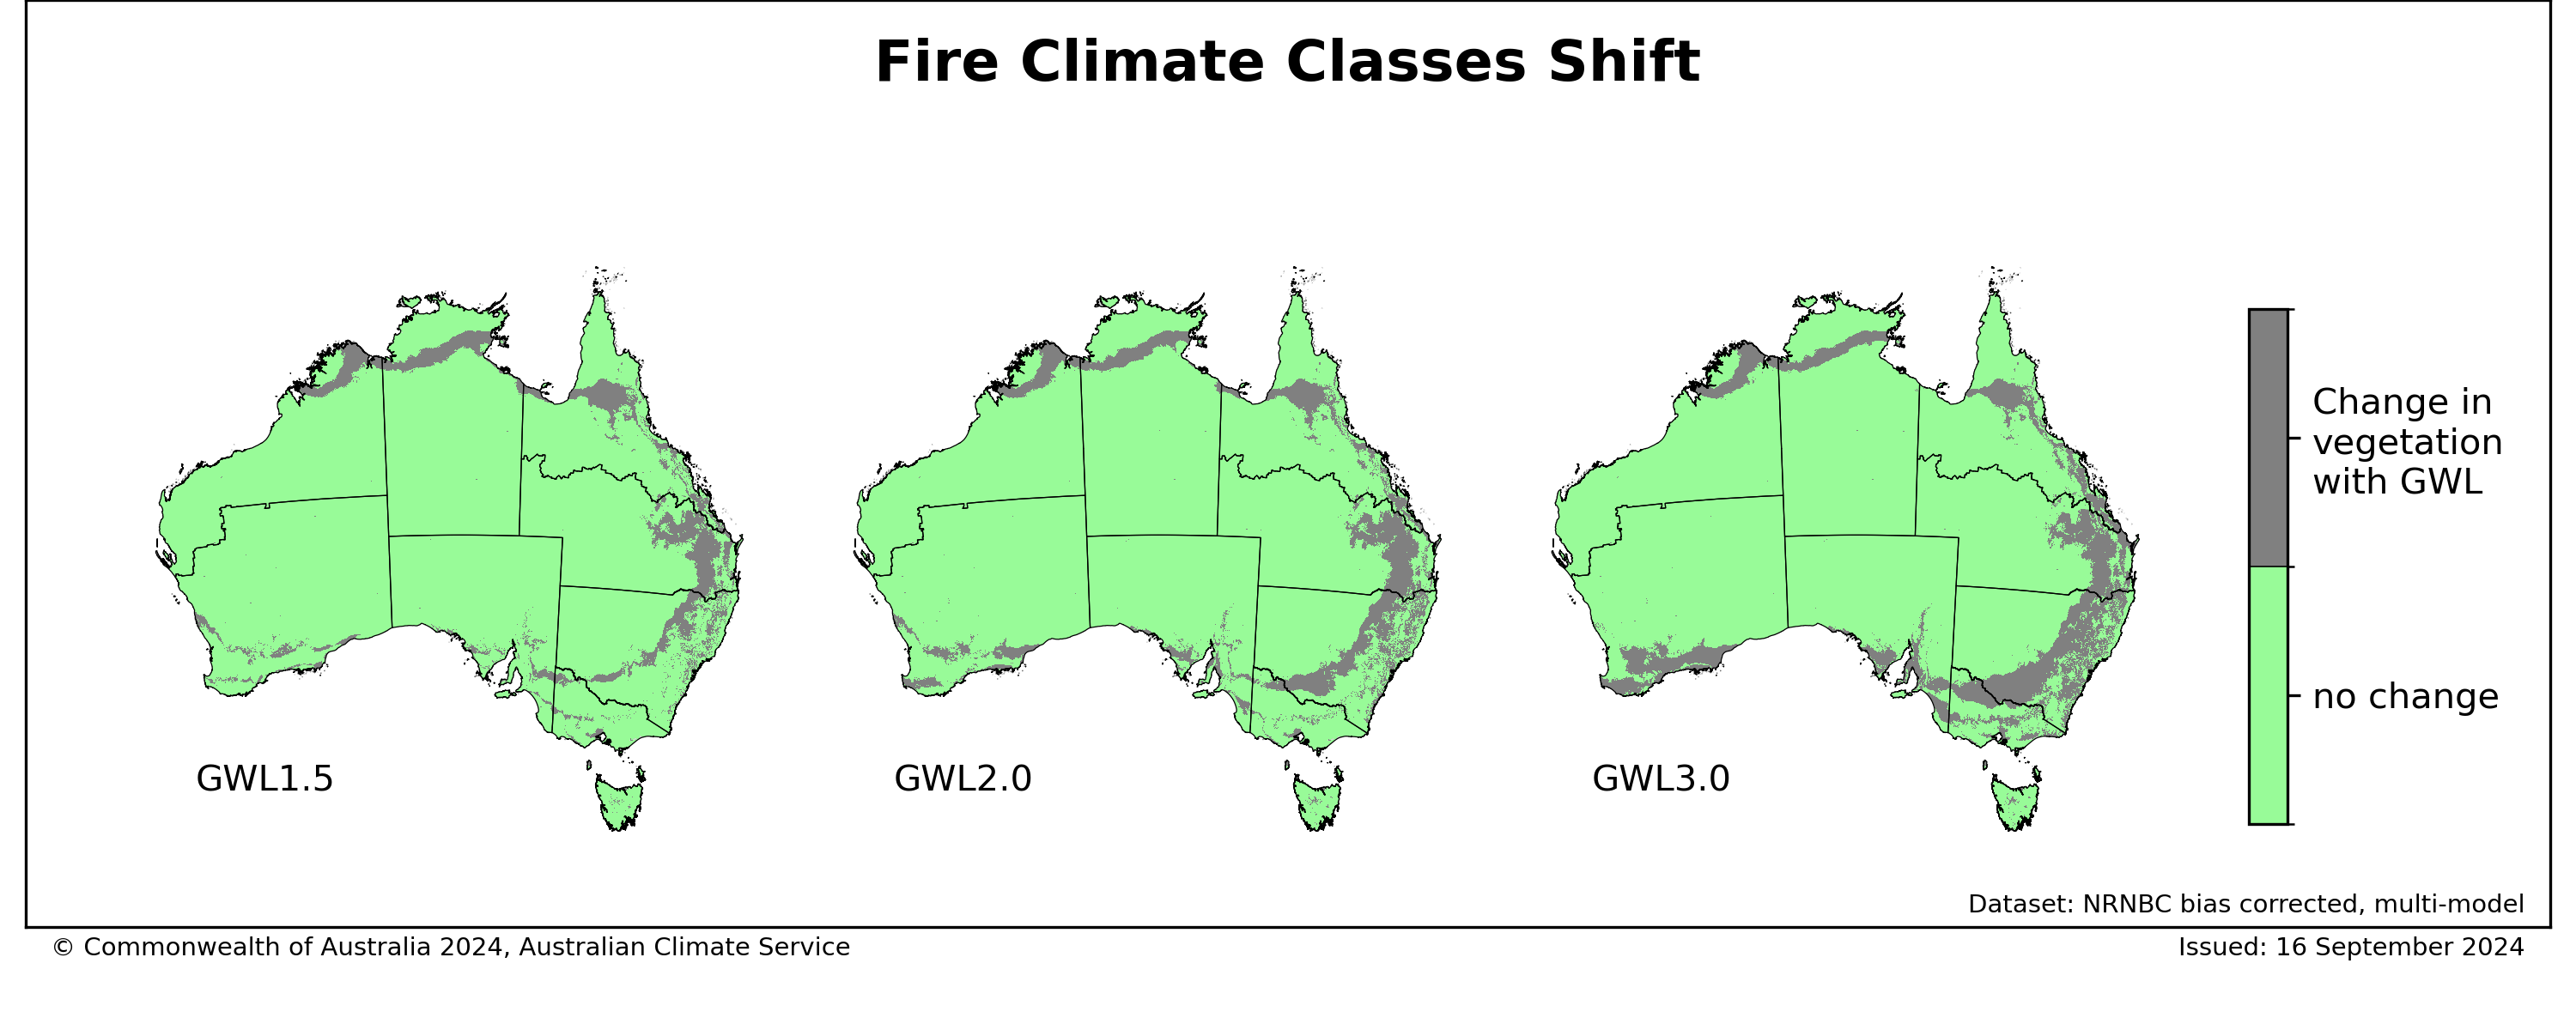 Fire Climate Classes Shift
GWL1.5
GWL2.0
GWL3.0
Change in
vegetation
with GWL
no change
Dataset: NRNBC bias corrected, multi-model
© Commonwealth of Australia 2024, Australian Climate Service
Issued: 16 September 2024